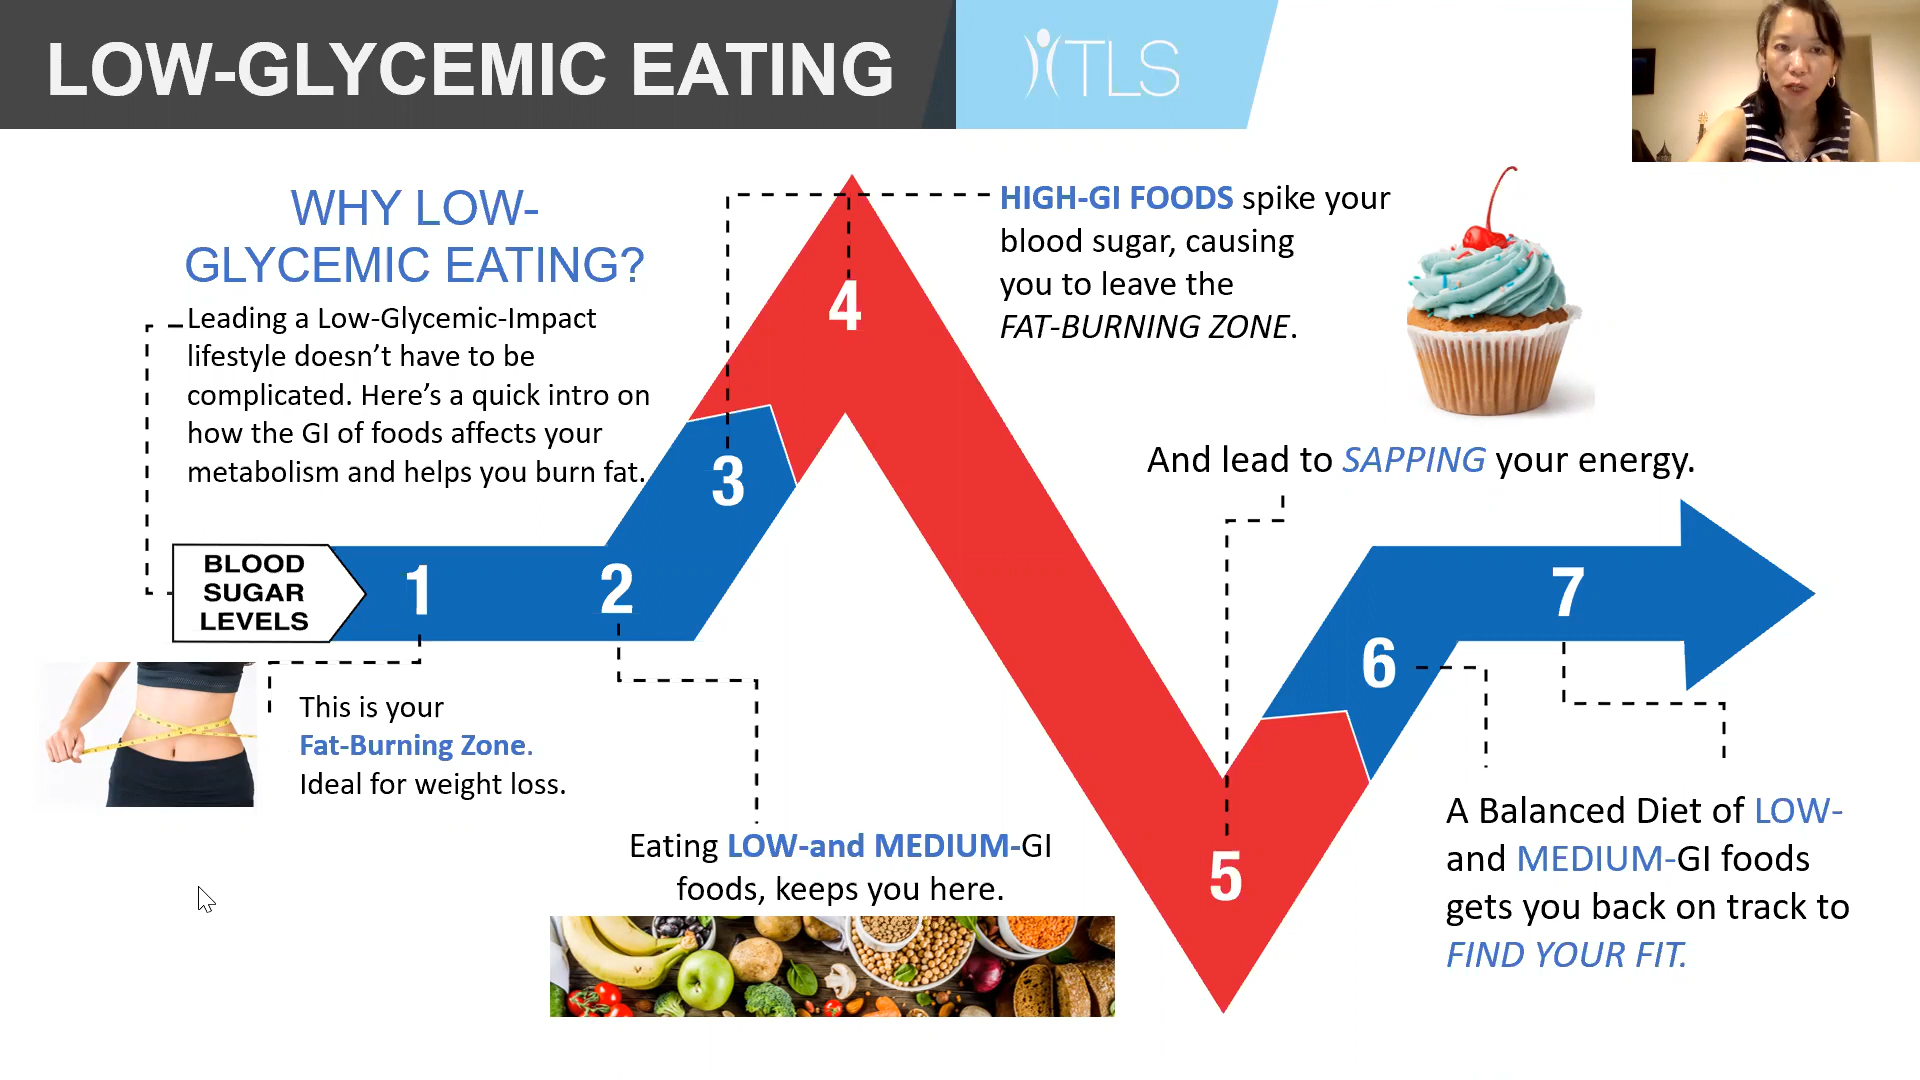 LOW-GLYCEMIC EATING
TLS
WHY LOW-
GLYCEMIC EATING?
Leading a Low-Glycemic-Impact
lifestyle doesn’t have to be
complicated. Here’s a quick intro on
how the GI of foods affects your
metabolism and helps you burn fat.
HIGH-GI FOODS spike your
blood sugar, causing
you to leave the
FAT-BURNING ZONE.
And lead to SAPPING your energy.
BLOOD
SUGAR
LEVELS
1
2
3
4
5
6
7
This is your
Fat-Burning Zone.
Ideal for weight loss.
Eating LOW-and MEDIUM-GI
foods, keeps you here.
A Balanced Diet of LOW-
and MEDIUM-GI foods
gets you back on track to
FIND YOUR FIT.